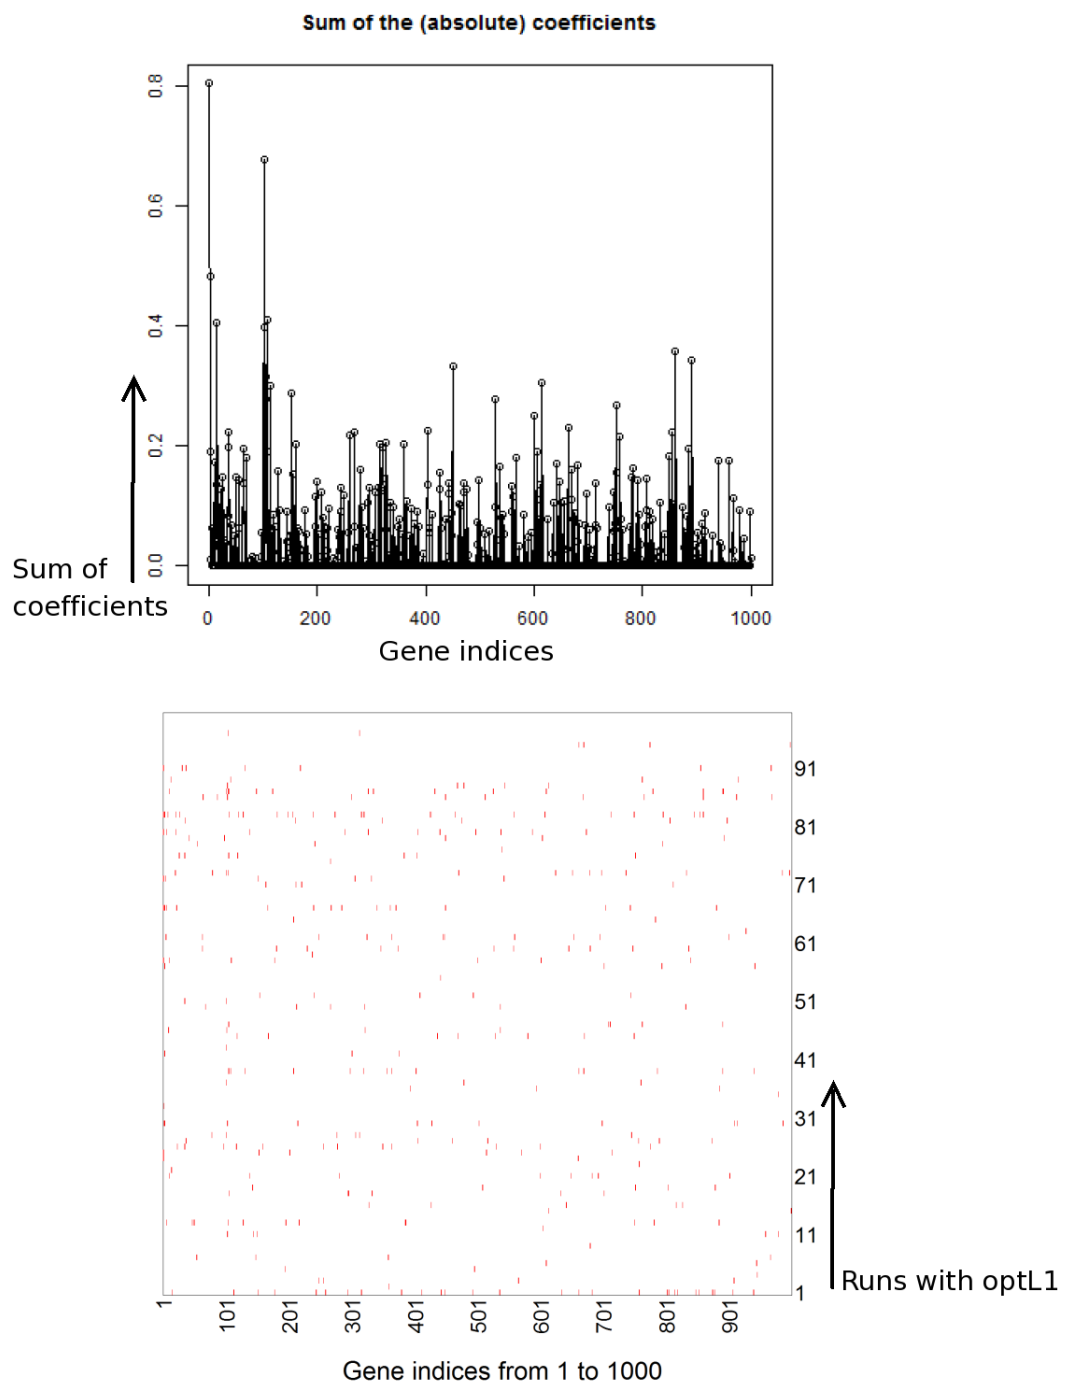 Sum of the (absolute) coefficients
0.8
0.6
0.4
0.2
0.0
Sum of
coefficients
0 200 400 600 800 1000
Gene indices
91
81
71
61
51
41
31
21
11
1
Runs with optL1
1 101 201 301 401 501 601 701 801 901
Gene indices from 1 to 1000